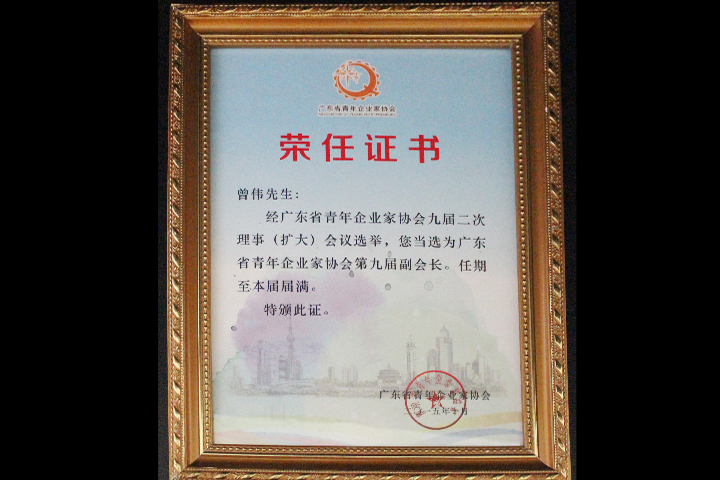 广东省青年企业家协会
荣任证书
曾伟先生:
经广东省青年企业家协会九届二次
理事（扩大）会议选举，您当选为广东
省青年企业家协会第九届副会长。任期
至本届届满。
特颁此证。
广东省青年企业家协会